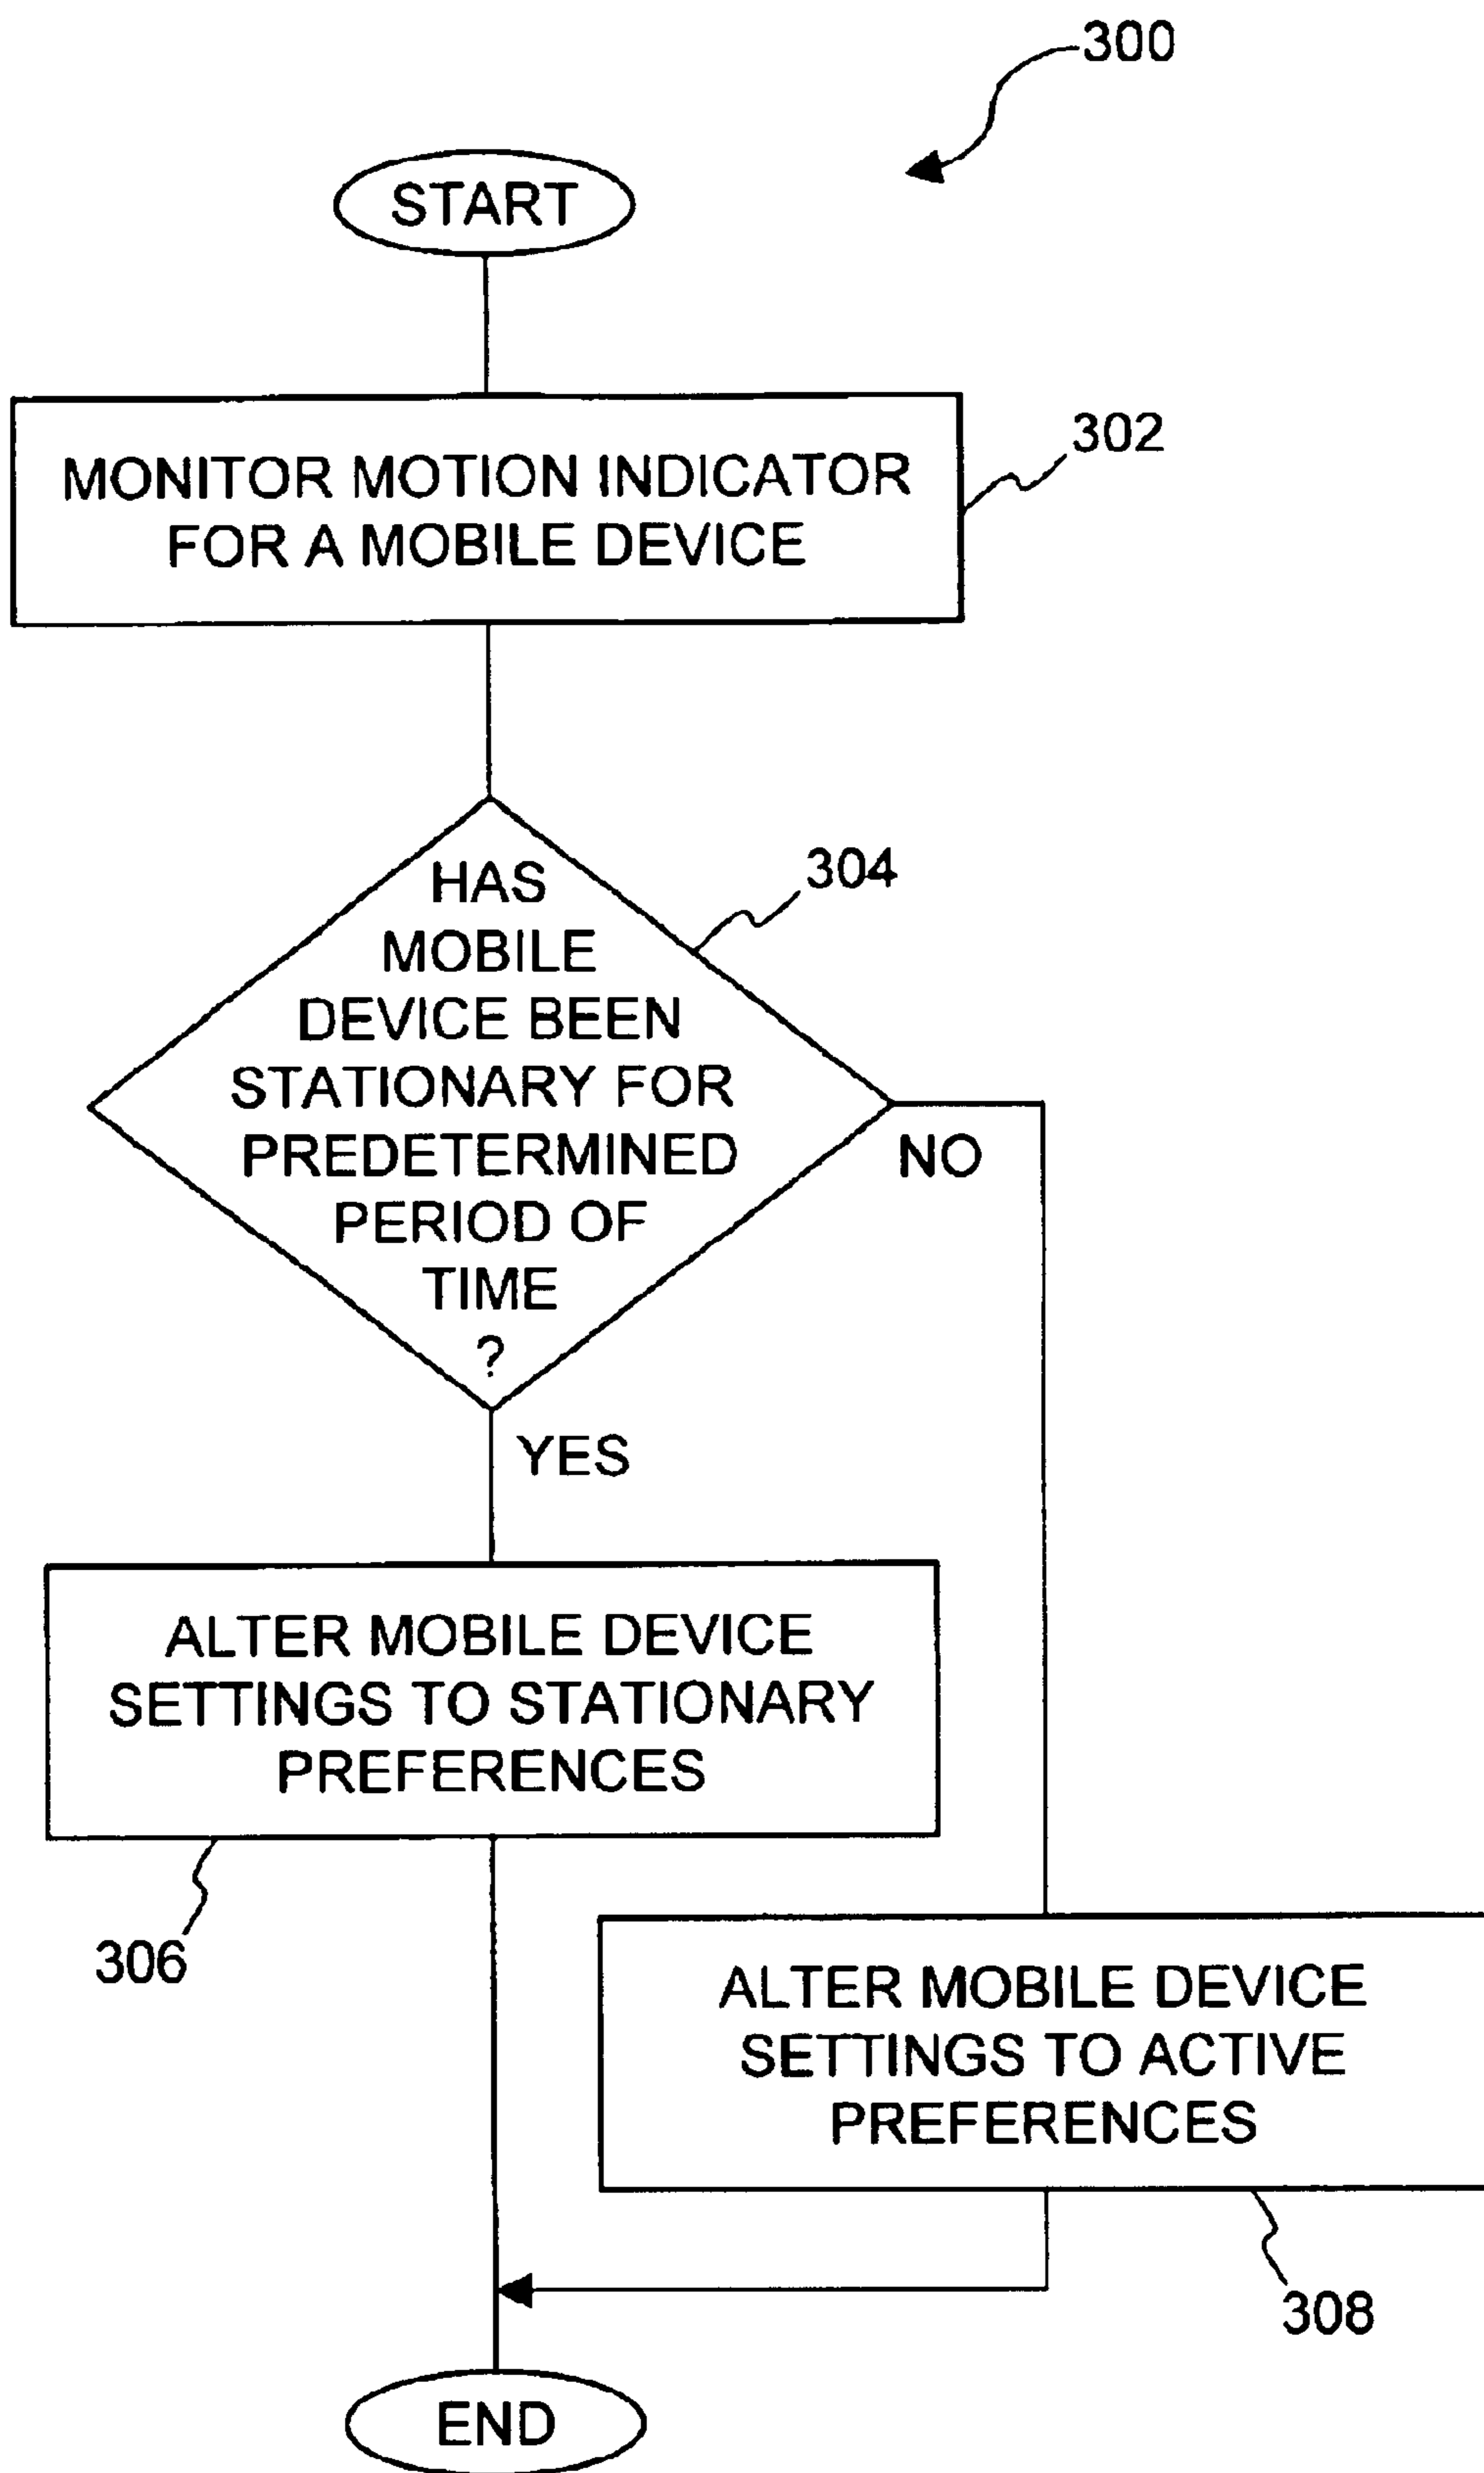 300
START
MONITOR MOTION INDICATOR
FOR A MOBILE DEVICE
302
HAS
MOBILE
DEVICE BEEN
STATIONARY FOR
PREDETERMINED
PERIOD OF
TIME
?
304
NO
YES
ALTER MOBILE DEVICE
SETTINGS TO STATIONARY
PREFERENCES
306
ALTER MOBILE DEVICE
SETTINGS TO ACTIVE
PREFERENCES
308
END